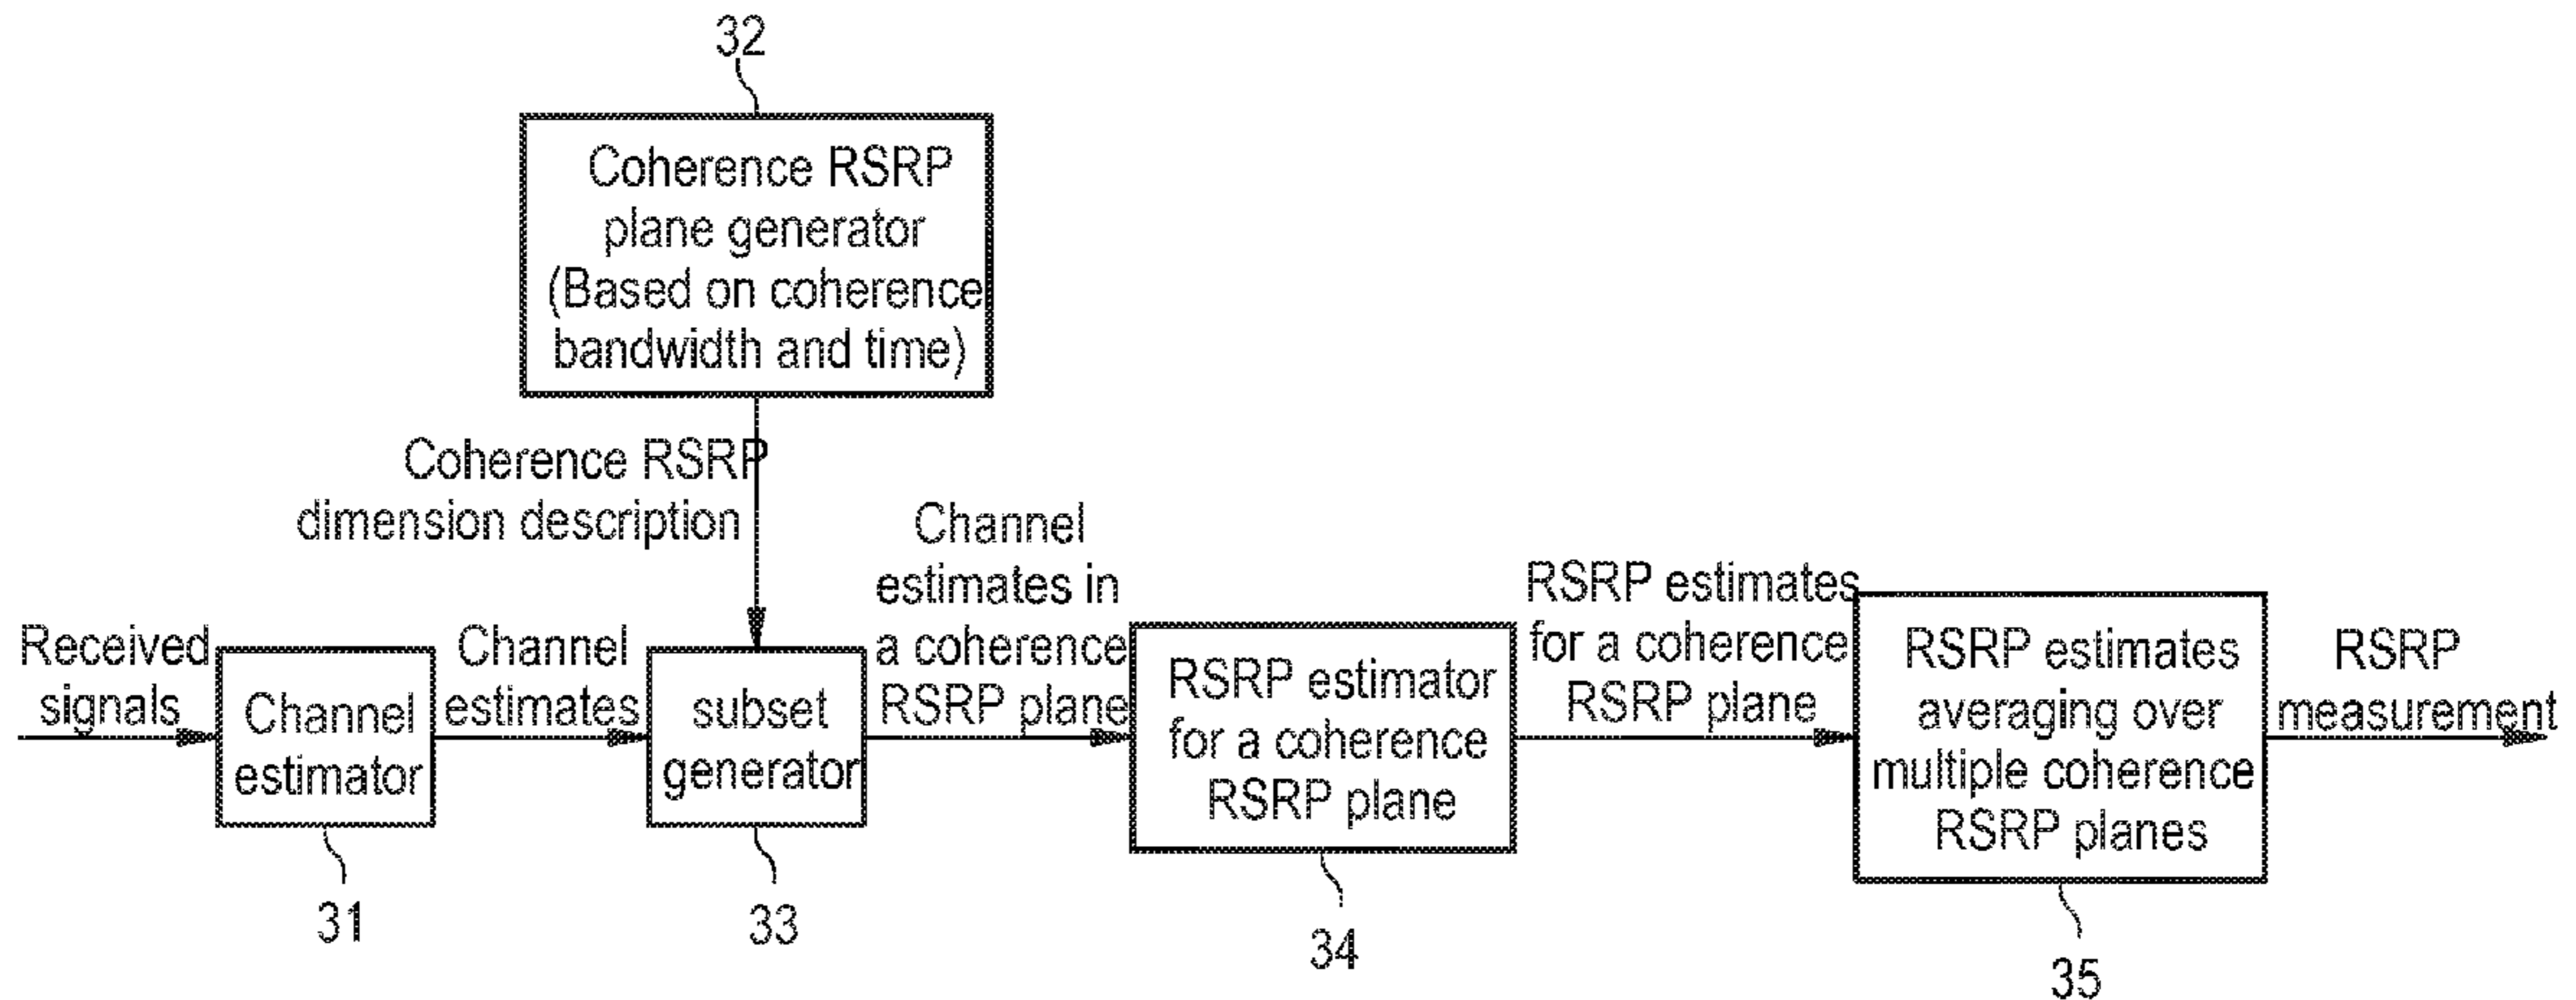 32
Coherence RSRP
plane generator
(Based on coherence
bandwidth and time)
Coherence RSRP
dimension description
Received
signals
Channel
estimator
31
Channel
estimates
subset
generator
33
Channel
estimates in
a coherence
RSRP plane
RSRP estimator
for a coherence
RSRP plane
34
RSRP estimates
for a coherence
RSRP plane
RSRP estimates
averaging over
multiple coherence
RSRP planes
35
RSRP
measurement